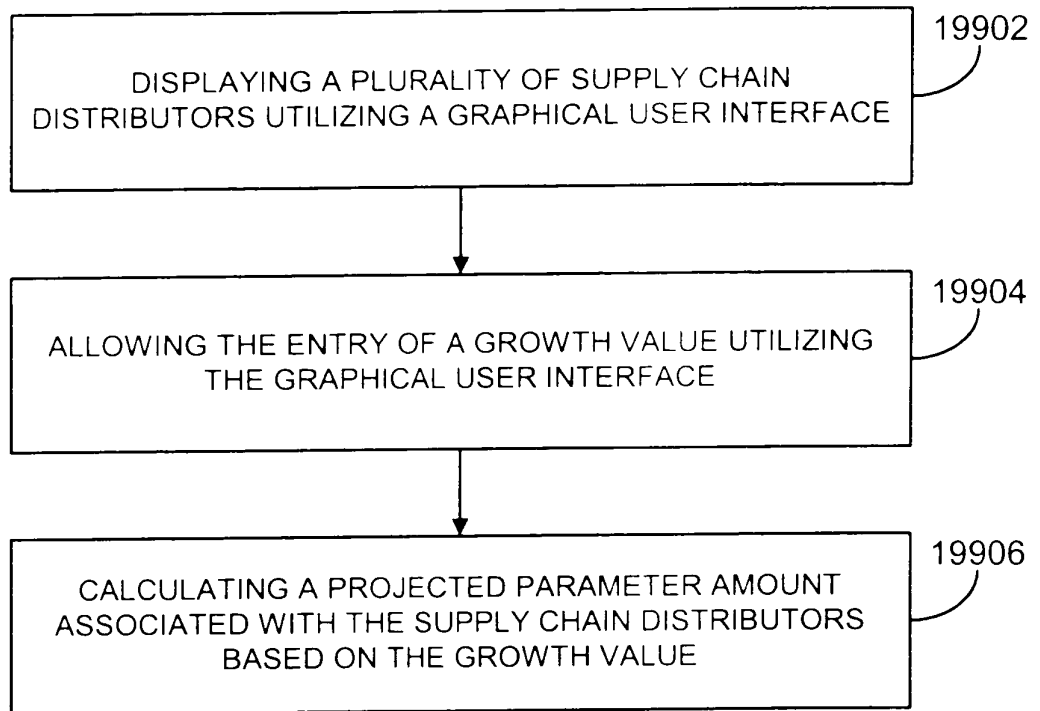 19902
DISPLAYING A PLURALITY OF SUPPLY CHAIN
DISTRIBUTORS UTILIZING A GRAPHICAL USER INTERFACE
19904
ALLOWING THE ENTRY OF A GROWTH VALUE UTILIZING
THE GRAPHICAL USER INTERFACE
19906
CALCULATING A PROJECTED PARAMETER AMOUNT
ASSOCIATED WITH THE SUPPLY CHAIN DISTRIBUTORS
BASED ON THE GROWTH VALUE